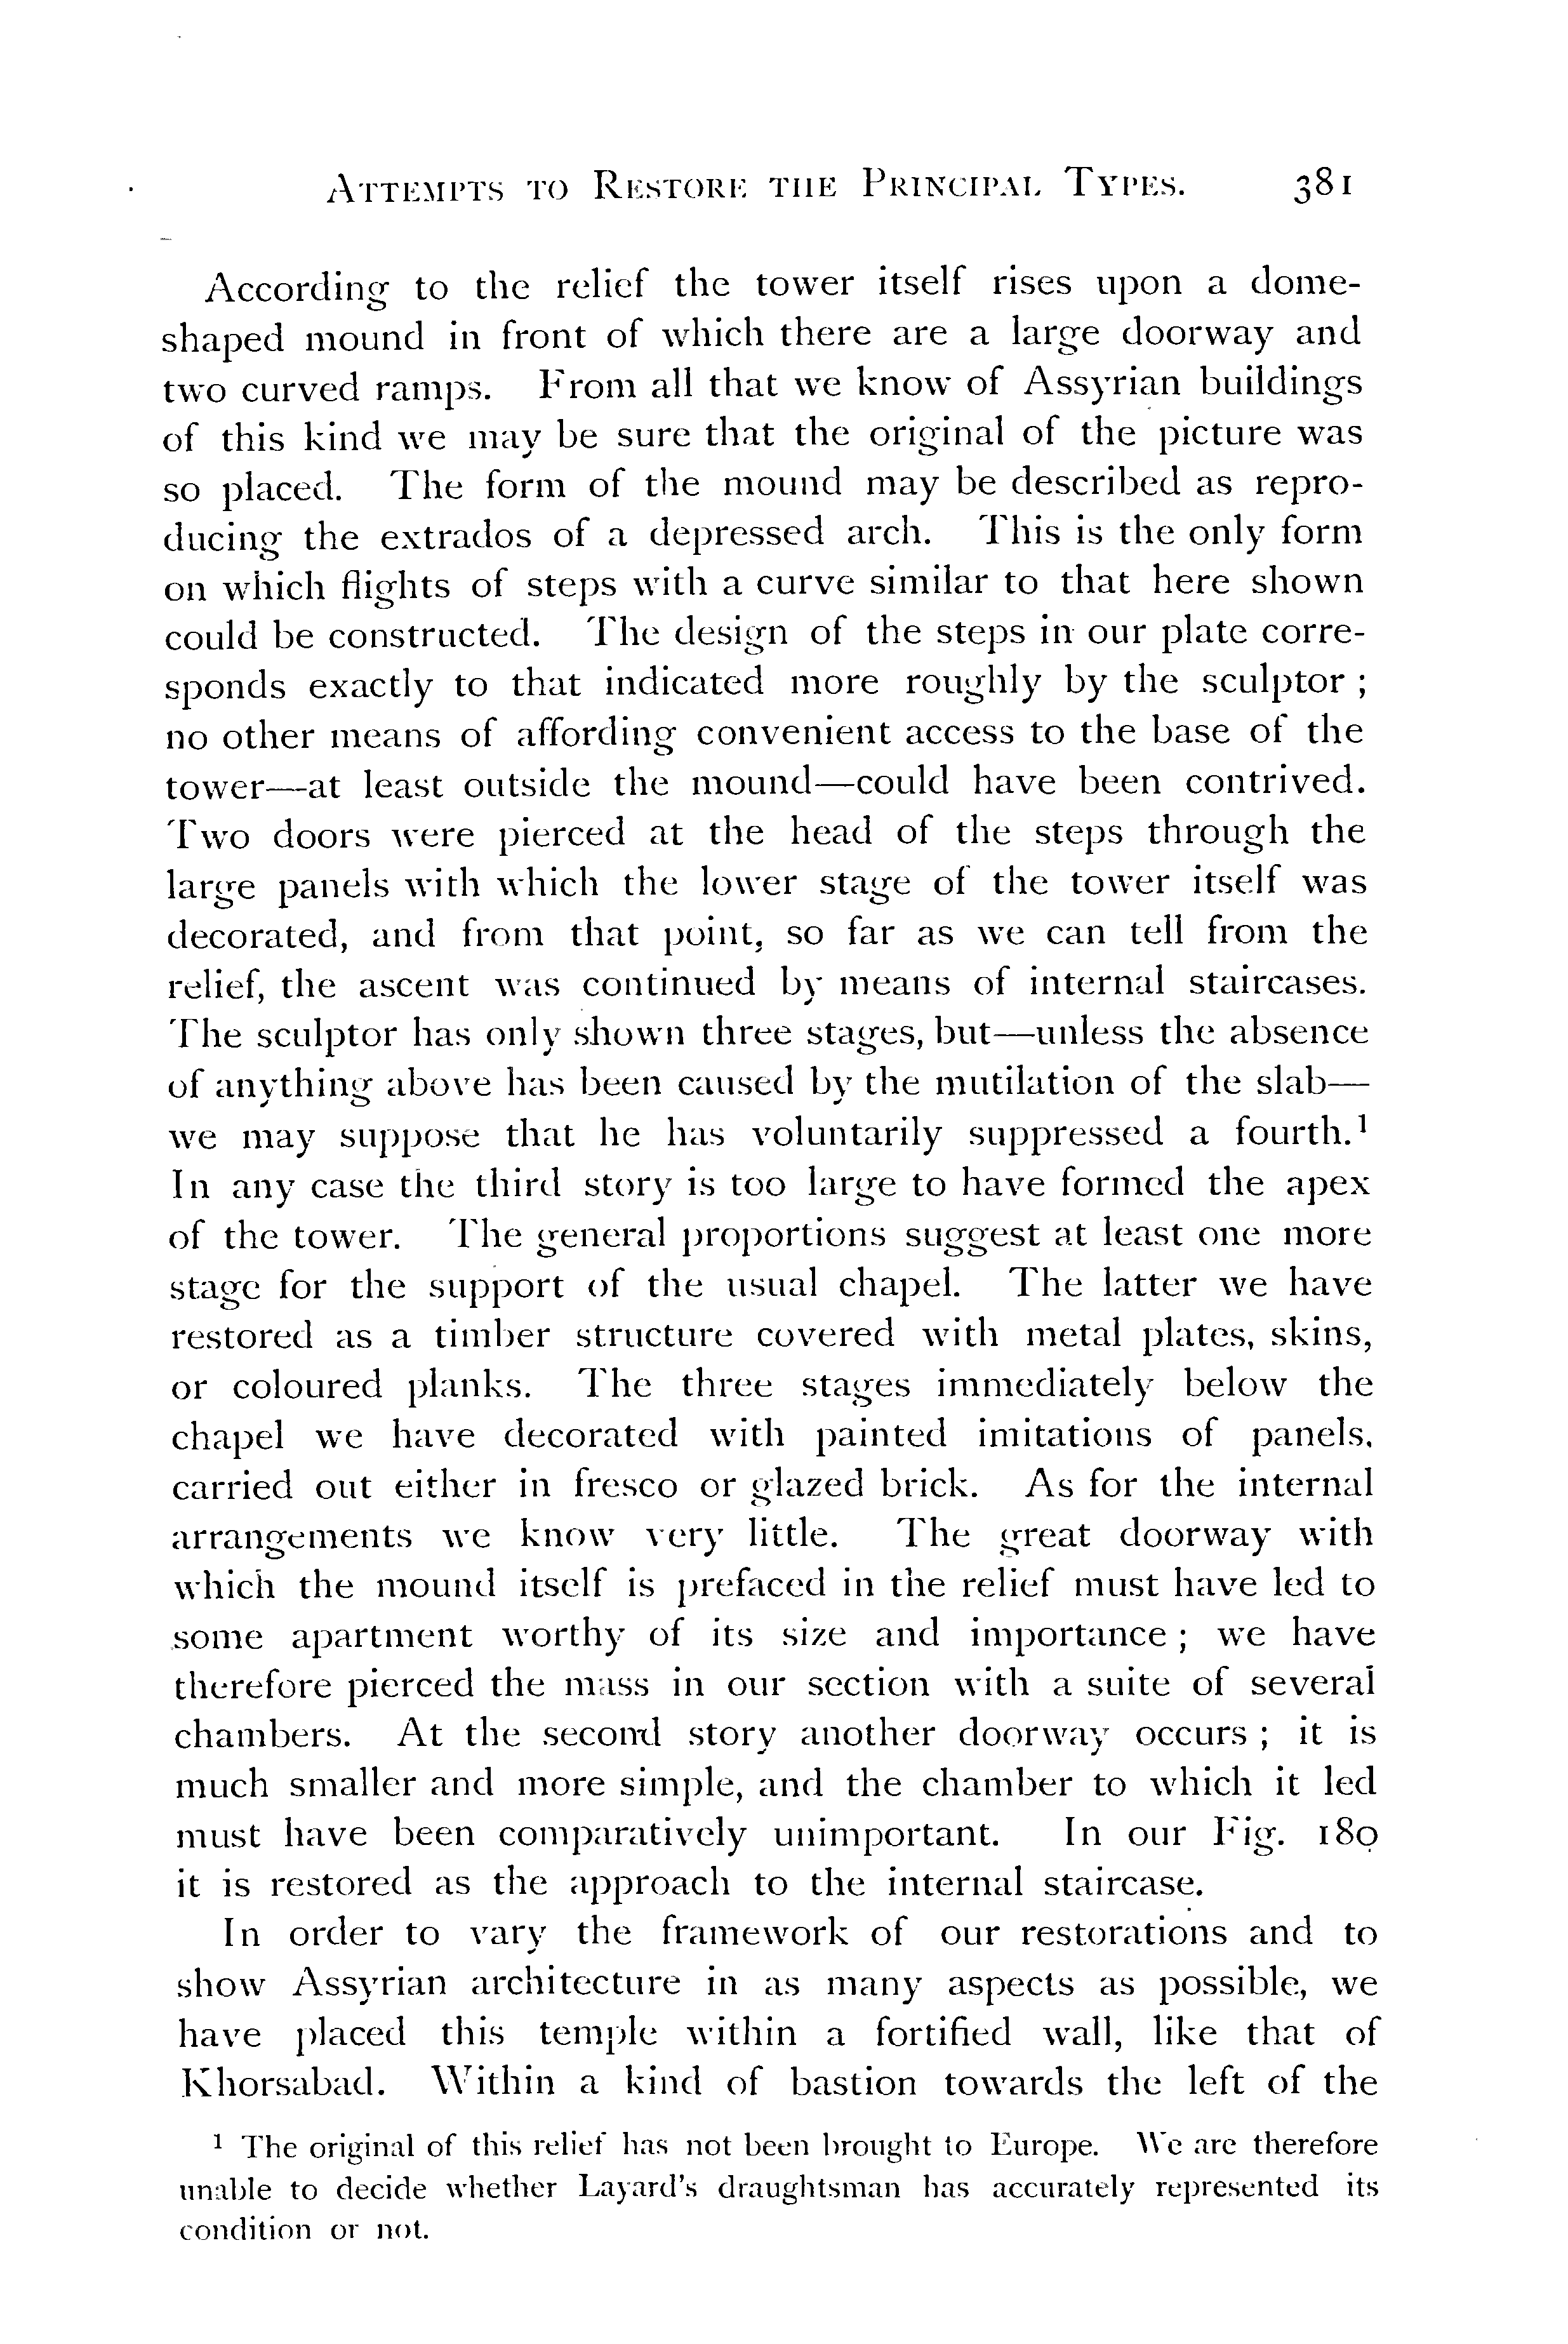 ATTEMPTS TO RESTORE THE PRINCIPAL TYPES. 381
According to the relief the tower itself rises upon a dome-
shaped mound in front of which there are a large doorway and
two curved ramps. From all that we know of Assyrian buildings
of this kind we may be sure that the original of the picture was
so placed. The form of the mound may be described as repro-
ducing the extrados of a depressed arch. This is the only form
on which flights of steps with a curve similar to that here shown
could be constructed. The design of the steps in our plate corre-
sponds exactly to that indicated more roughly by the sculptor ;
no other means of affording convenient access to the base of the
tower—at least outside the mound—could have been contrived.
Two doors were pierced at the head of the steps through the
large panels with which the lower stage of the tower itself was
decorated, and from that point, so far as we can tell from the
relief, the ascent was continued by means of internal staircases.
The sculptor has only shown three stages, but—unless the absence
of anything above has been caused by the mutilation of the slab—
we may suppose that he has voluntarily suppressed a fourth.¹
In any case the third story is too large to have formed the apex
of the tower. The general proportions suggest at least one more
stage for the support of the usual chapel. The latter we have
restored as a timber structure covered with metal plates, skins,
or coloured planks. The three stages immediately below the
chapel we have decorated with painted imitations of panels,
carried out either in fresco or glazed brick. As for the internal
arrangements we know very little. The great doorway with
which the mound itself is prefaced in the relief must have led to
some apartment worthy of its size and importance ; we have
therefore pierced the mass in our section with a suite of several
chambers. At the second story another doorway occurs ; it is
much smaller and more simple, and the chamber to which it led
must have been comparatively unimportant. In our Fig. 180
it is restored as the approach to the internal staircase.
In order to vary the framework of our restorations and to
show Assyrian architecture in as many aspects as possible, we
have placed this temple within a fortified wall, like that of
Khorsabad. Within a kind of bastion towards the left of the
¹ The original of this relief has not been brought to Europe. We are therefore
unable to decide whether Layard's draughtsman has accurately represented its
condition or not.